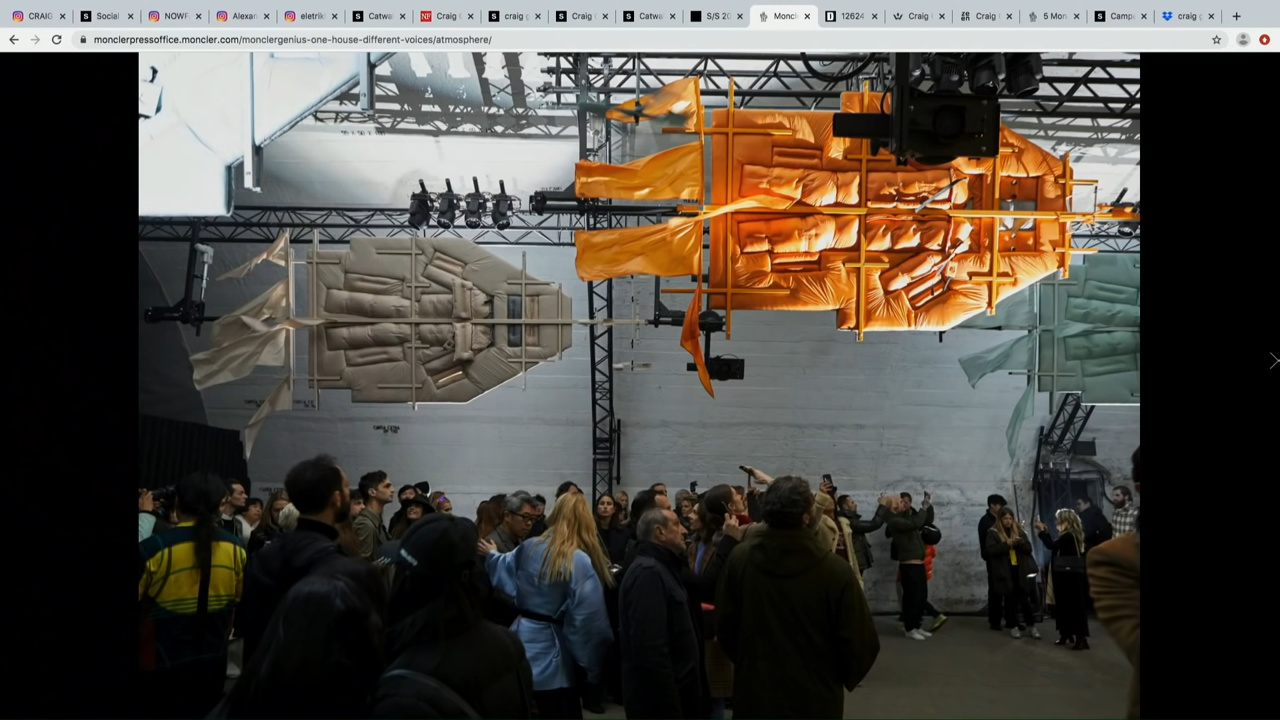 CRAIG
Social
NOWF
Alexan
eletrik
Catwa
Craig
craig g
Craig
Catwa
S/S 20
Moncl
12624
Craig
Craig
5 Mon
Camp
craig g
monclerpressoffice.moncler.com/monclergenius-one-house-different-voices/atmosphere/